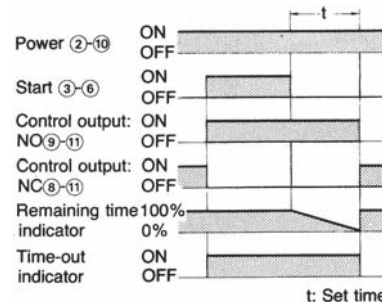 t
Power ②-⑩ ON
OFF
Start ③-⑥ ON
OFF
Control output: ON
NO⑨-⑪ OFF
Control output: ON
NC⑧-⑪ OFF
Remaining time 100%
indicator 0%
Time-out ON
indicator OFF
t: Set time